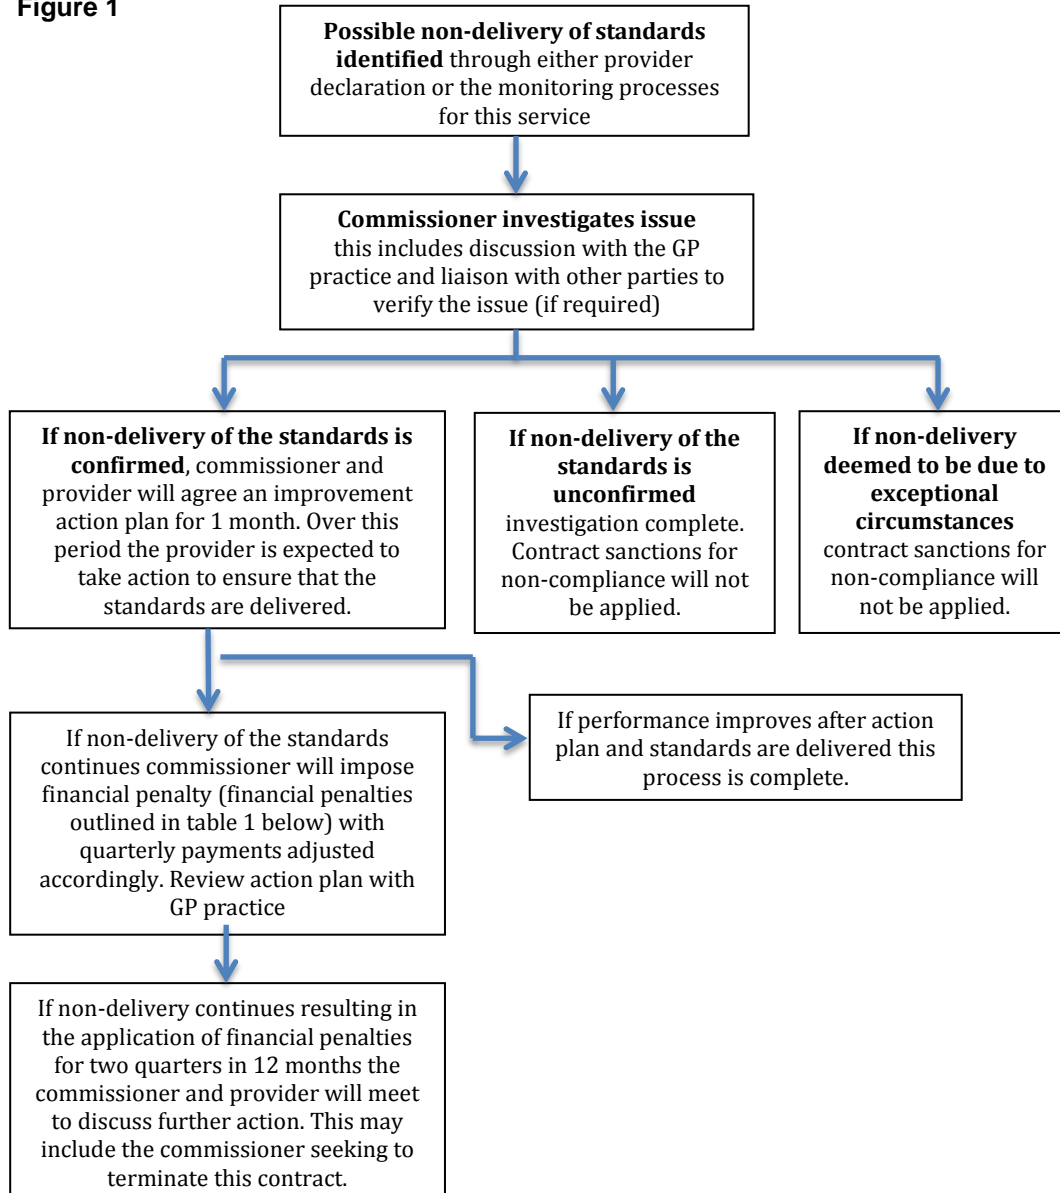 Figure 1
Possible non-delivery of standards
identified through either provider
declaration or the monitoring processes
for this service
Commissioner investigates issue
this includes discussion with the GP
practice and liaison with other parties to
verify the issue (if required)
If non-delivery of the standards is
confirmed, commissioner and
provider will agree an improvement
action plan for 1 month. Over this
period the provider is expected to
take action to ensure that the
standards are delivered.
If non-delivery of the
standards is
unconfirmed
investigation complete.
Contract sanctions for
non-compliance will not
be applied.
If non-delivery
deemed to be due to
exceptional
circumstances
contract sanctions for
non-compliance will
not be applied.
If non-delivery of the standards
continues commissioner will impose
financial penalty (financial penalties
outlined in table 1 below) with
quarterly payments adjusted
accordingly. Review action plan with
GP practice
If performance improves after action
plan and standards are delivered this
process is complete.
If non-delivery continues resulting in
the application of financial penalties
for two quarters in 12 months the
commissioner and provider will meet
to discuss further action. This may
include the commissioner seeking to
terminate this contract.